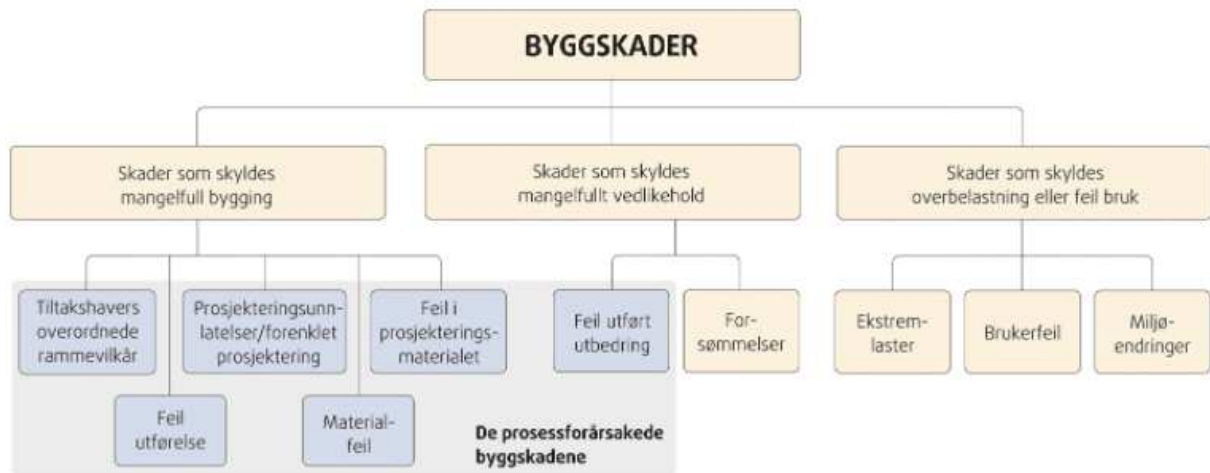 BYGGSKADER
Skader som skyldes
mangelfull bygging
Skader som skyldes
mangelfullt vedlikehold
Skader som skyldes
overbelastning eller feil bruk
Tiltakshavers
overordnede
rammevilkår
Prosjekteringsunn-
latelser/forenklet
prosjektering
Feil i
prosjekterings-
materialet
Feil utført
utbedring
For-
sømmelser
Ekstrem-
laster
Brukerfeil
Miljø-
endringer
Feil
utførelse
Material-
feil
De prosessforårsakede
byggskadene